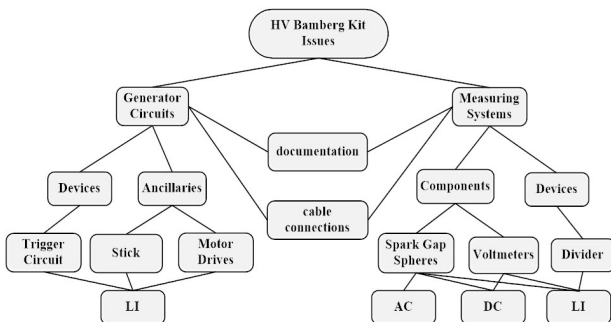 HV Bamberg Kit
Issues
Generator
Circuits
Measuring
Systems
documentation
Devices
Ancillaries
Components
Devices
cable
connections
Trigger
Circuit
Stick
Motor
Drives
Spark Gap
Spheres
Voltmeters
Divider
LI
AC
DC
LI